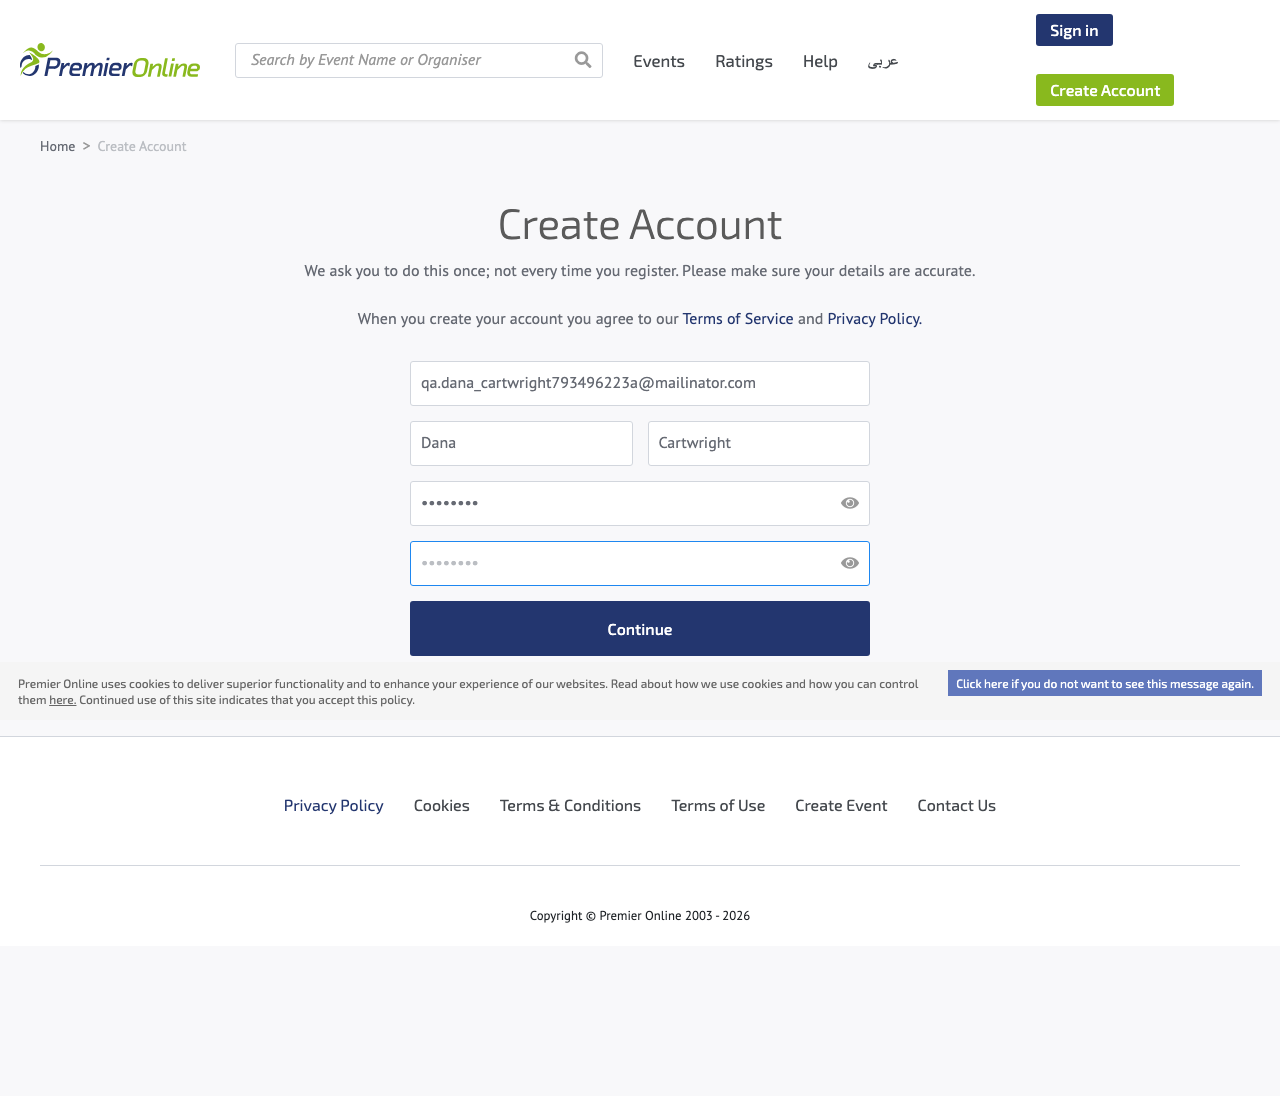 PremierOnline
Search by Event Name or Organiser
Events
Ratings
Help
عربى
Sign in
Create Account
Home > Create Account
Create Account
We ask you to do this once; not every time you register. Please make sure your details are accurate.
When you create your account you agree to our Terms of Service and Privacy Policy.
qa.dana_cartwright793496223a@mailinator.com
Dana
Cartwright
••••••••
••••••••
Continue
Premier Online uses cookies to deliver superior functionality and to enhance your experience of our websites. Read about how we use cookies and how you can control
them here. Continued use of this site indicates that you accept this policy.
Click here if you do not want to see this message again.
Privacy Policy
Cookies
Terms & Conditions
Terms of Use
Create Event
Contact Us
Copyright © Premier Online 2003 - 2026